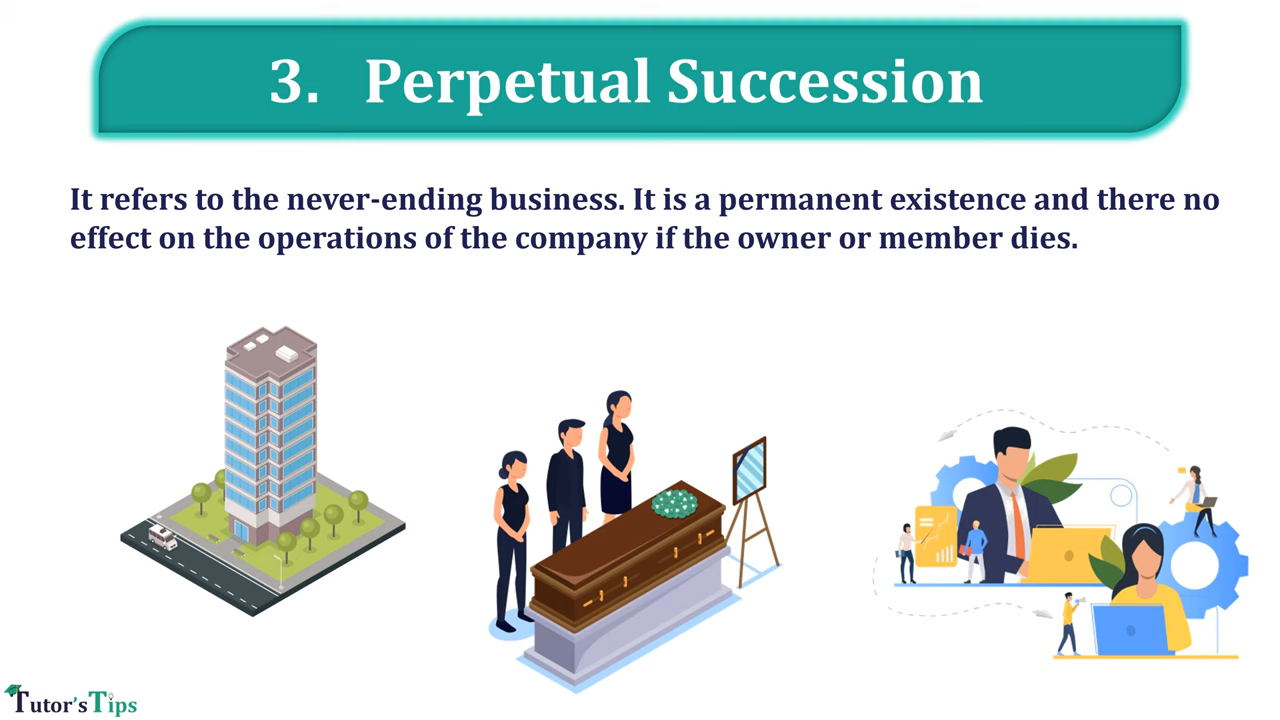 3. Perpetual Succession
It refers to the never-ending business. It is a permanent existence and there no
effect on the operations of the company if the owner or member dies.
Tutor'sTips